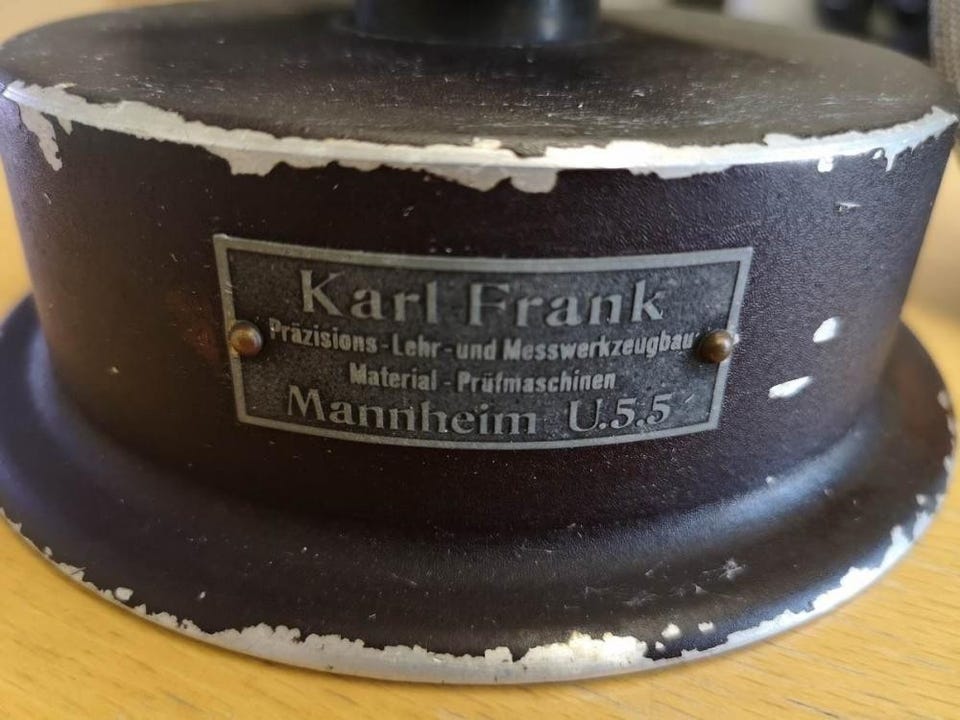 Karl Frank
Präzisions-Lehr-und Messwerkzeugbau
Material-Prüfmaschinen
Mannheim U.5.5